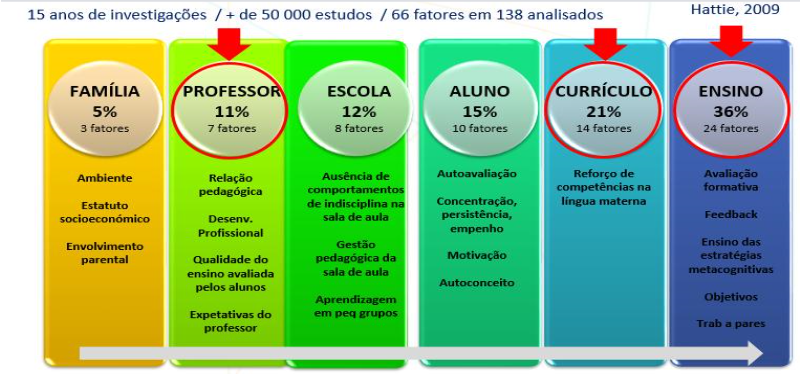 15 anos de investigações / + de 50 000 estudos / 66 fatores em 138 analisados
Hattie, 2009
FAMÍLIA
5%
3 fatores
Ambiente
Estatuto
socioeconómico
Envolvimento
parental
PROFESSOR
11%
7 fatores
Relação
pedagógica
Desenv.
Profissional
Qualidade do
ensino avaliada
pelos alunos
Expetativas do
professor
ESCOLA
12%
8 fatores
Ausência de
comportamentos
de indisciplina na
sala de aula
Gestão
pedagógica da
sala de aula
Aprendizagem
em peq grupos
ALUNO
15%
10 fatores
Autoavaliação
Concentração,
persistência,
empenho
Motivação
Autoconceito
CURRÍCULO
21%
14 fatores
Reforço de
competências na
língua materna
ENSINO
36%
24 fatores
Avaliação
formativa
Feedback
Ensino das
estratégias
metacognitivas
Objetivos
Trab a pares